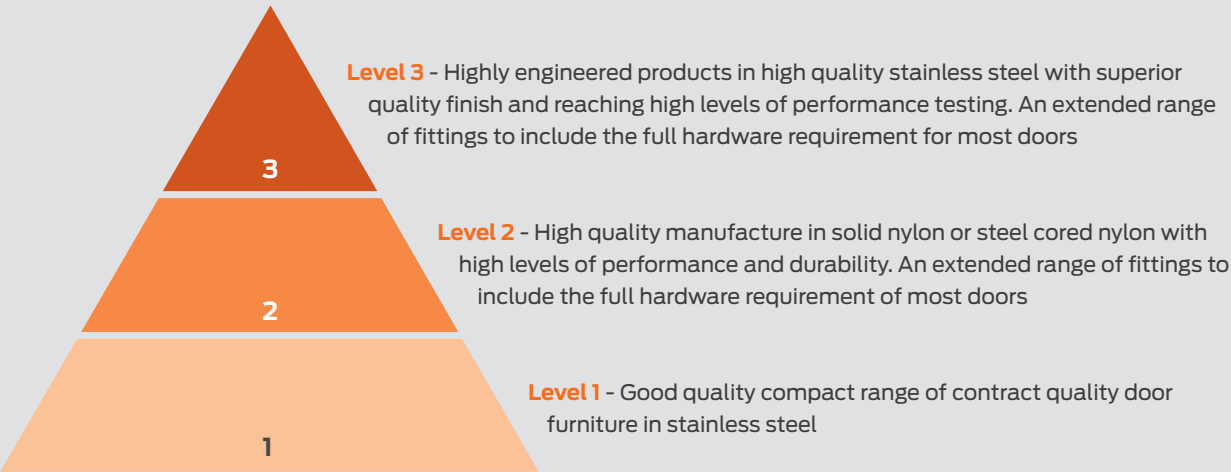 Level 3 - Highly engineered products in high quality stainless steel with superior
quality finish and reaching high levels of performance testing. An extended range
of fittings to include the full hardware requirement for most doors
3
Level 2 - High quality manufacture in solid nylon or steel cored nylon with
high levels of performance and durability. An extended range of fittings to
include the full hardware requirement of most doors
2
Level 1 - Good quality compact range of contract quality door
furniture in stainless steel
1